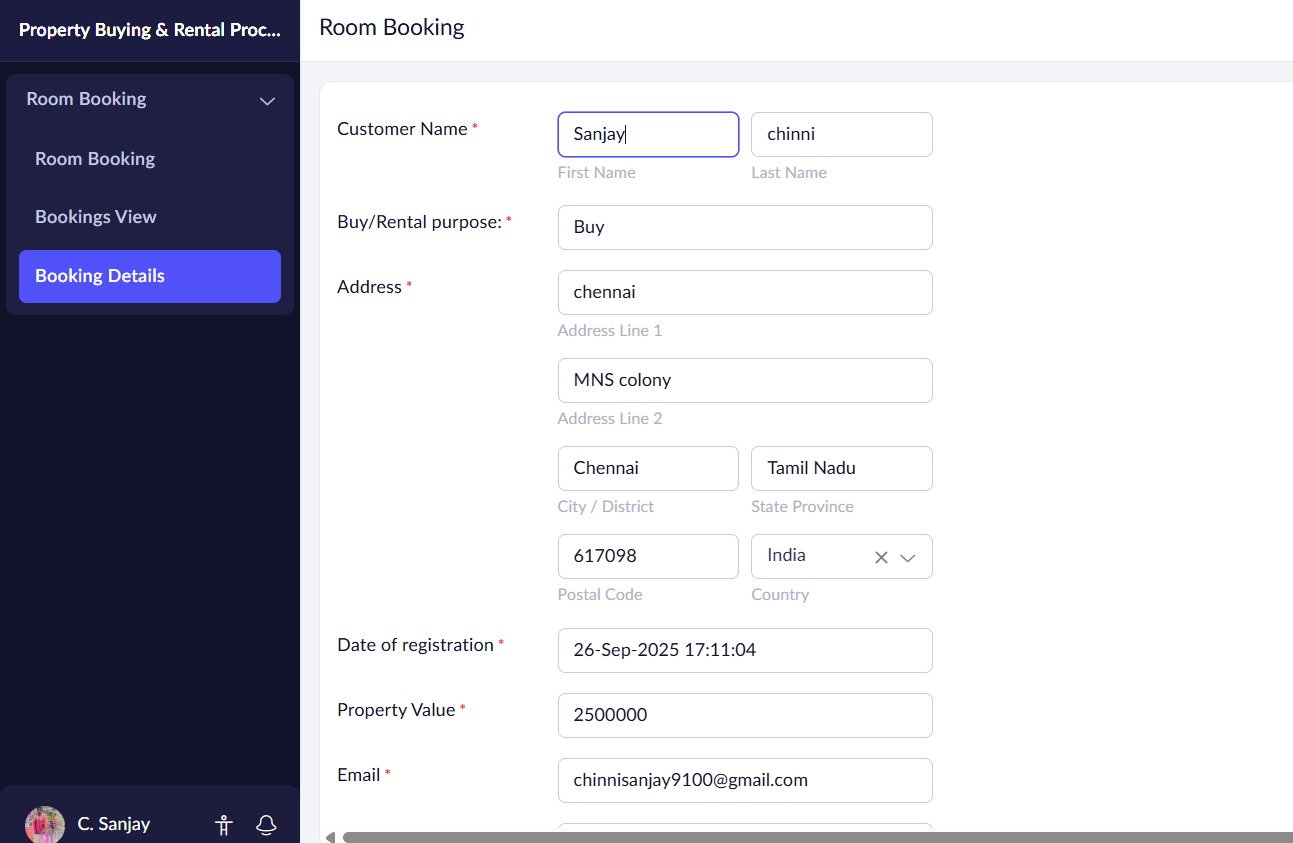 Property Buying & Rental Proc...
Room Booking
Room Booking
Bookings View
Booking Details
C. Sanjay
Room Booking
Customer Name *
Sanjay
chinni
First Name
Last Name
Buy/Rental purpose: *
Buy
Address *
chennai
Address Line 1
MNS colony
Address Line 2
Chennai
Tamil Nadu
City / District
State Province
617098
India
Postal Code
Country
Date of registration *
26-Sep-2025 17:11:04
Property Value *
2500000
Email *
chinnisanjay9100@gmail.com